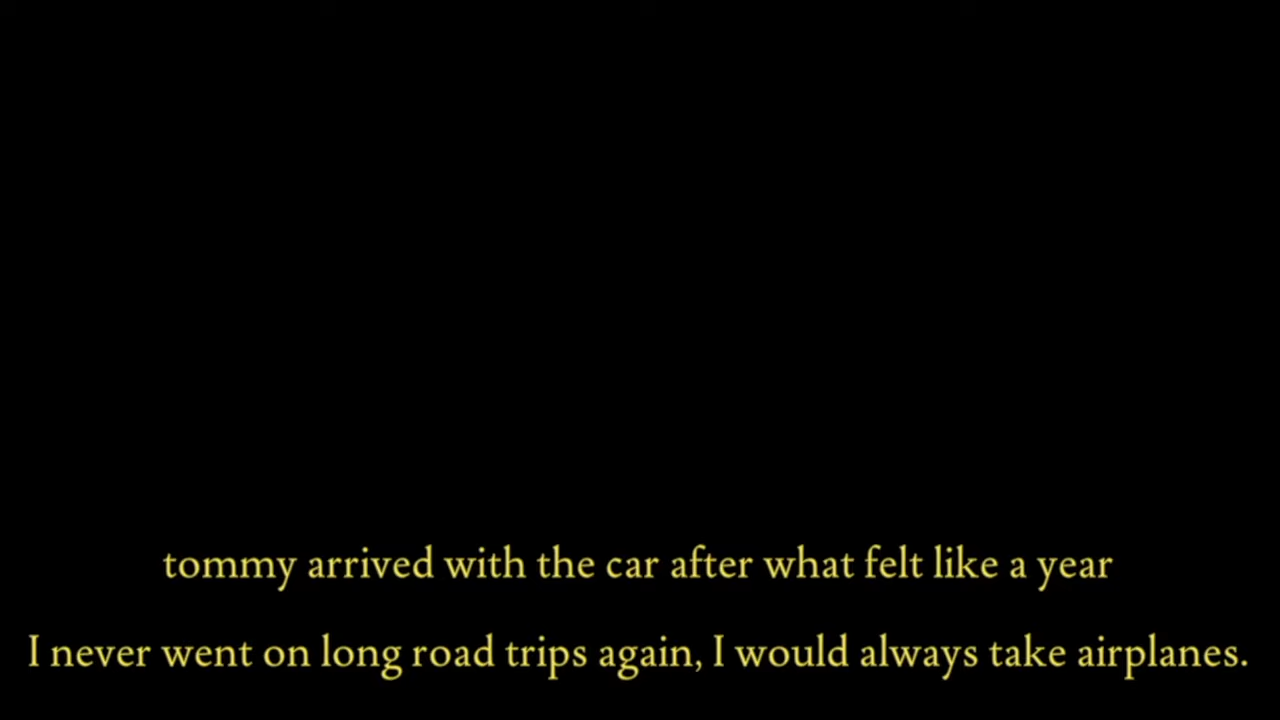 tommy arrived with the car after what felt like a year
I never went on long road trips again, I would always take airplanes.